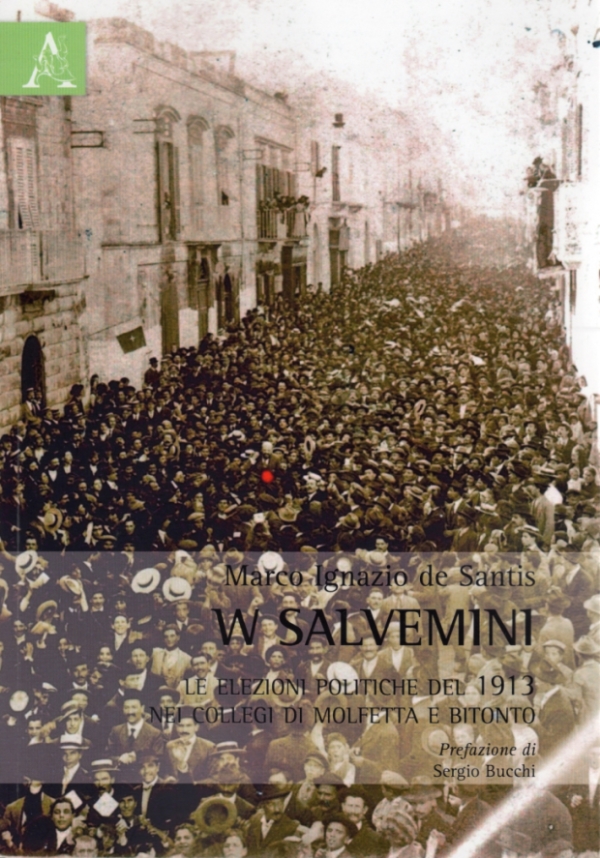 Marco Ignazio de Santis
W SALVEMINI
LE ELEZIONI POLITICHE DEL 1913
NEI COLLEGI DI MOLFETTA E BITONTO
Prefazione di
Sergio Bucchi